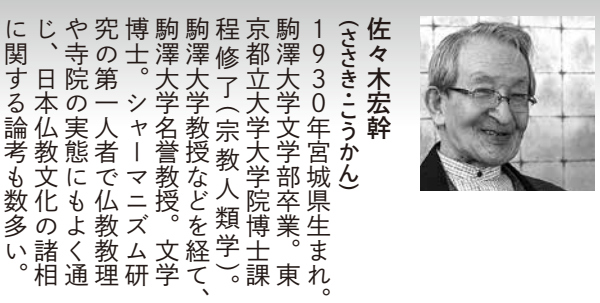 佐々木宏幹
(ささき・こうかん)
1930年宮城県生まれ。
駒澤大学文学部卒業。東
京都立大学大学院博士課
程修了(宗教人類学)。
駒澤大学教授などを経て、
駒澤大学名誉教授。文学
博士。シャーマニズム研
究の第一人者で仏教教理
や寺院の実態にもよく通
じ、日本仏教文化の諸相
に関する論考も数多い。